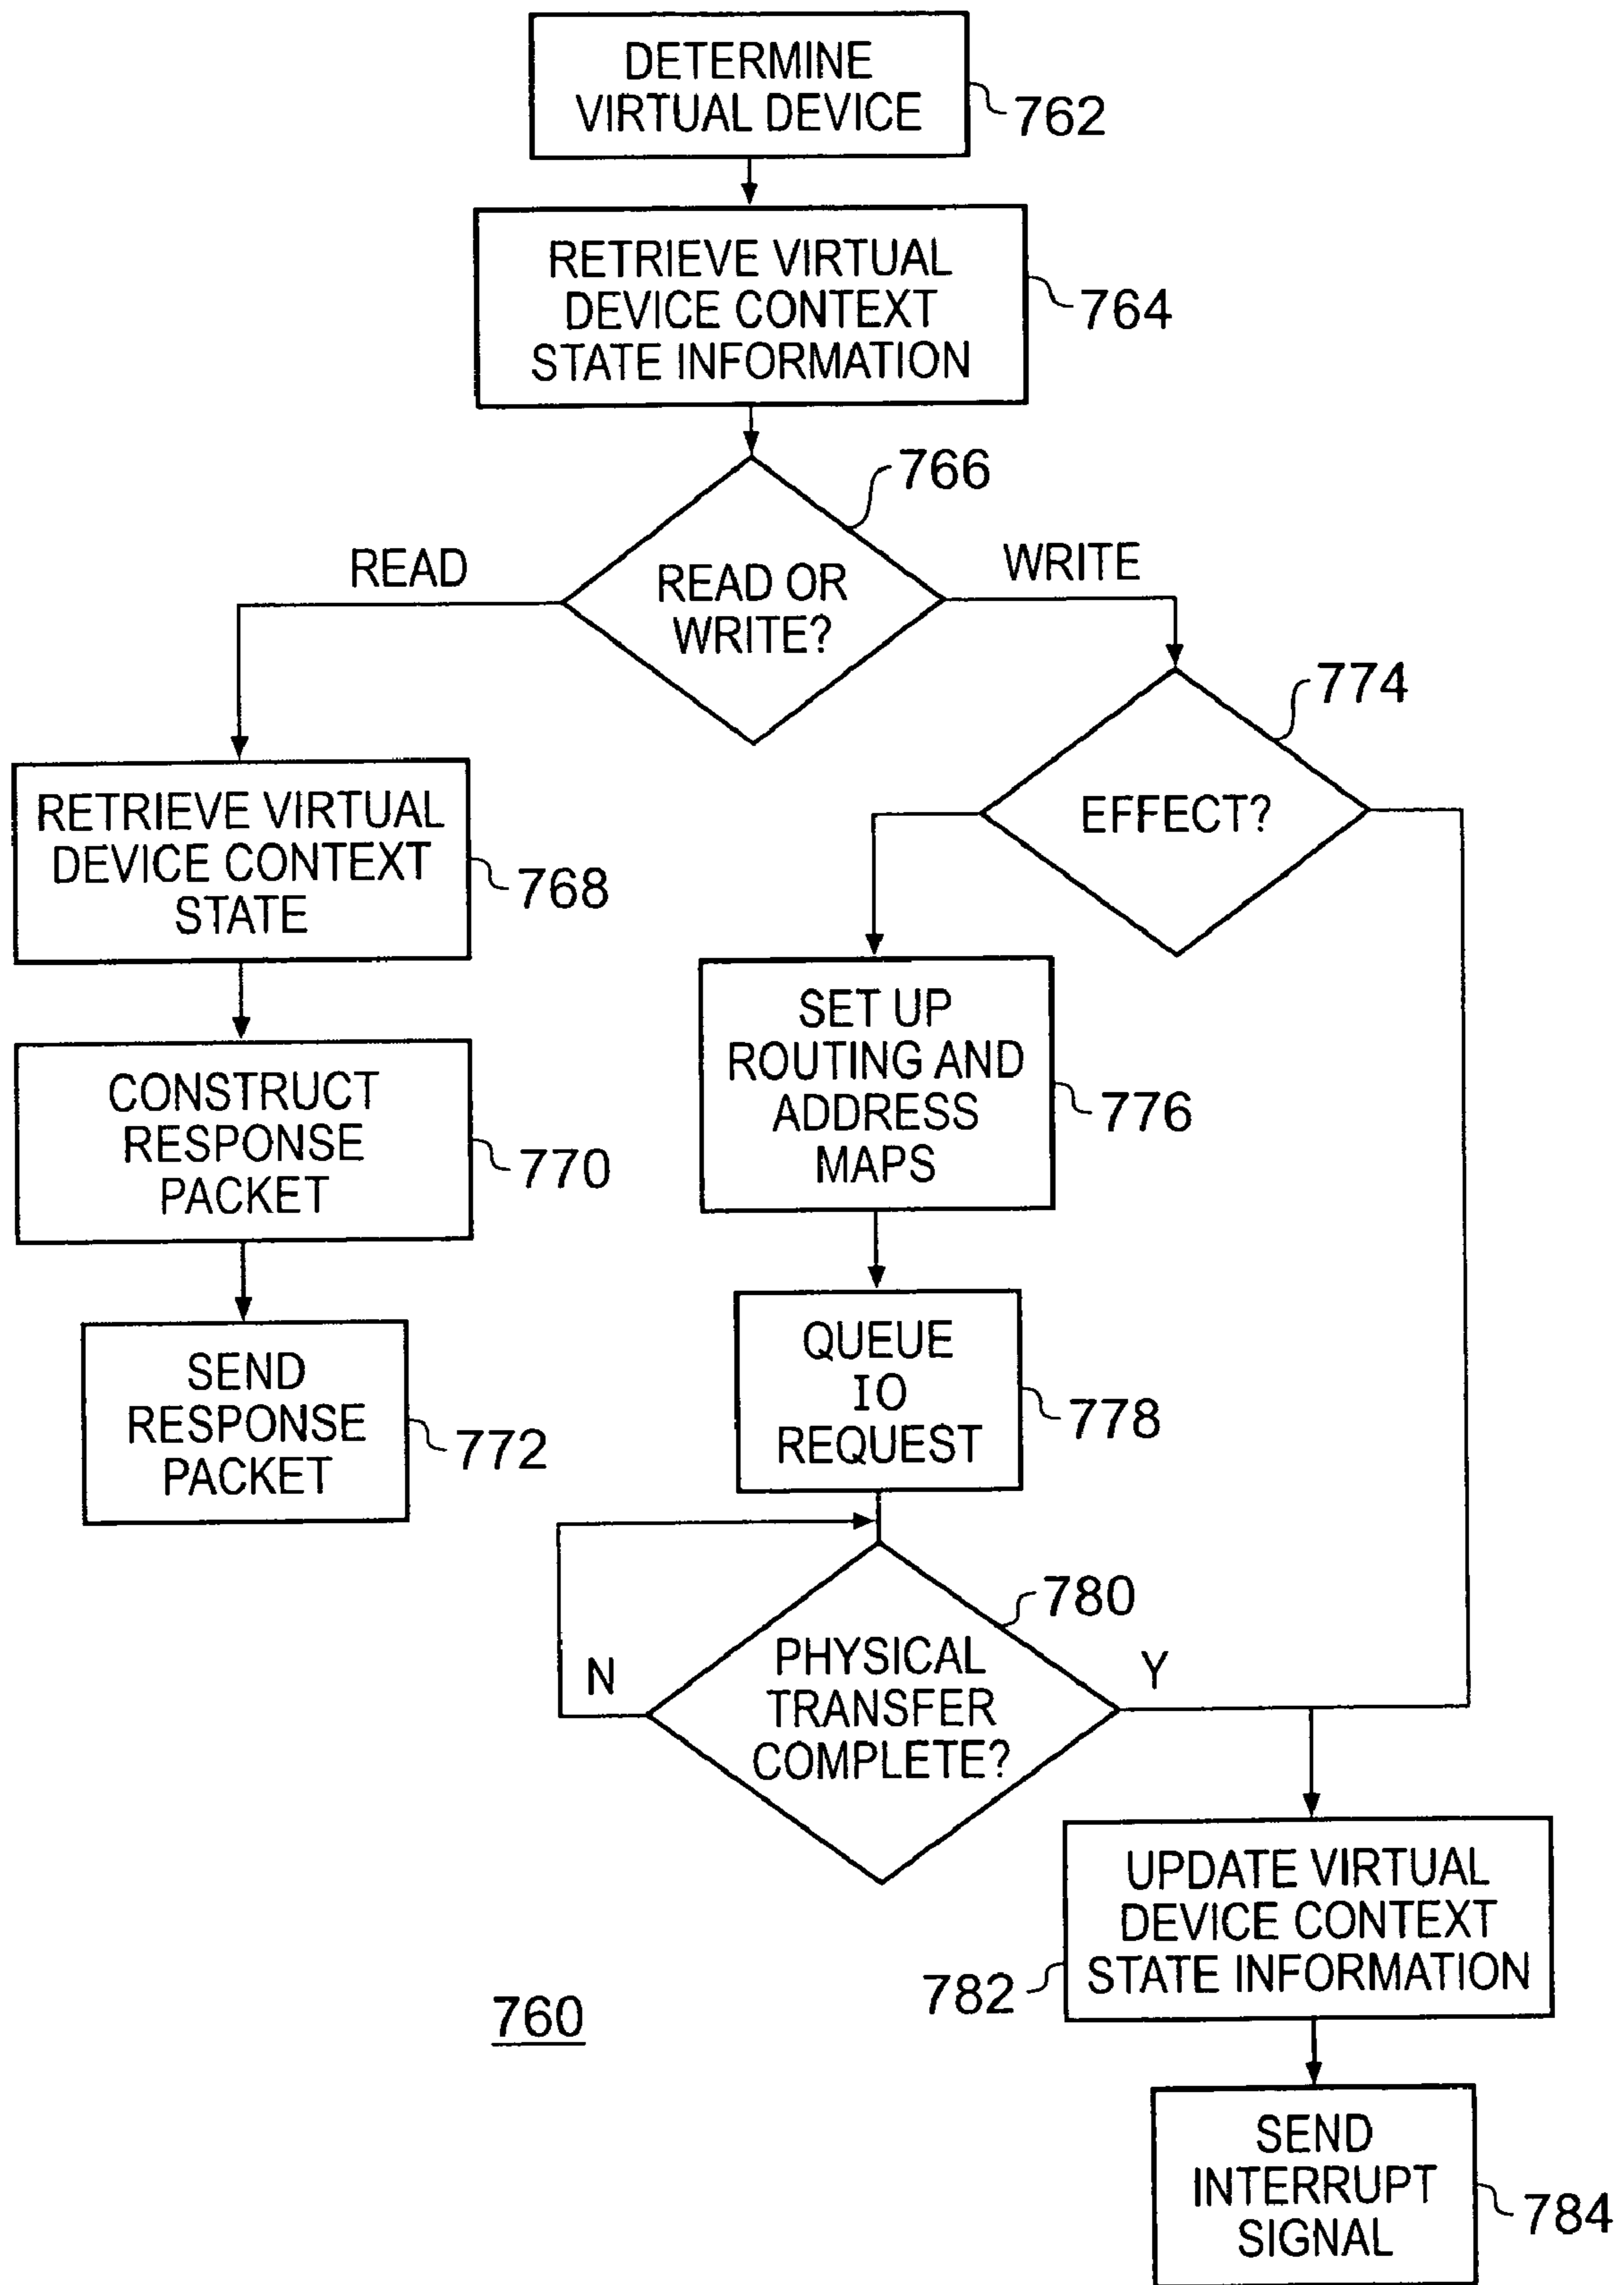 DETERMINE
VIRTUAL DEVICE
762
RETRIEVE VIRTUAL
DEVICE CONTEXT
STATE INFORMATION
764
766
READ
READ OR
WRITE?
WRITE
774
EFFECT?
RETRIEVE VIRTUAL
DEVICE CONTEXT
STATE
768
SET UP
ROUTING AND
ADDRESS
MAPS
776
CONSTRUCT
RESPONSE
PACKET
770
QUEUE
IO
REQUEST
778
SEND
RESPONSE
PACKET
772
780
N
PHYSICAL
TRANSFER
COMPLETE?
Y
UPDATE VIRTUAL
DEVICE CONTEXT
STATE INFORMATION
782
760
SEND
INTERRUPT
SIGNAL
784